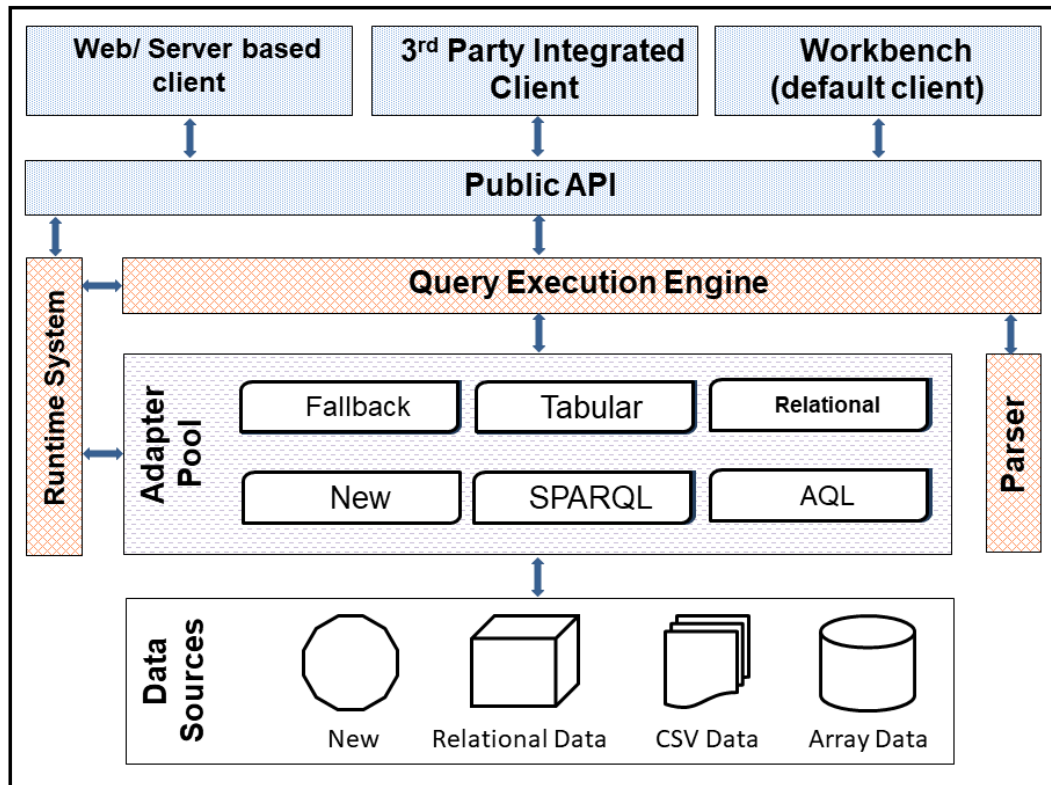 Web/ Server based
client
3rd Party Integrated
Client
Workbench
(default client)
Public API
Runtime System
Query Execution Engine
Adapter
Pool
Fallback
Tabular
Relational
New
SPARQL
AQL
Parser
Data
Sources
New
Relational Data
CSV Data
Array Data